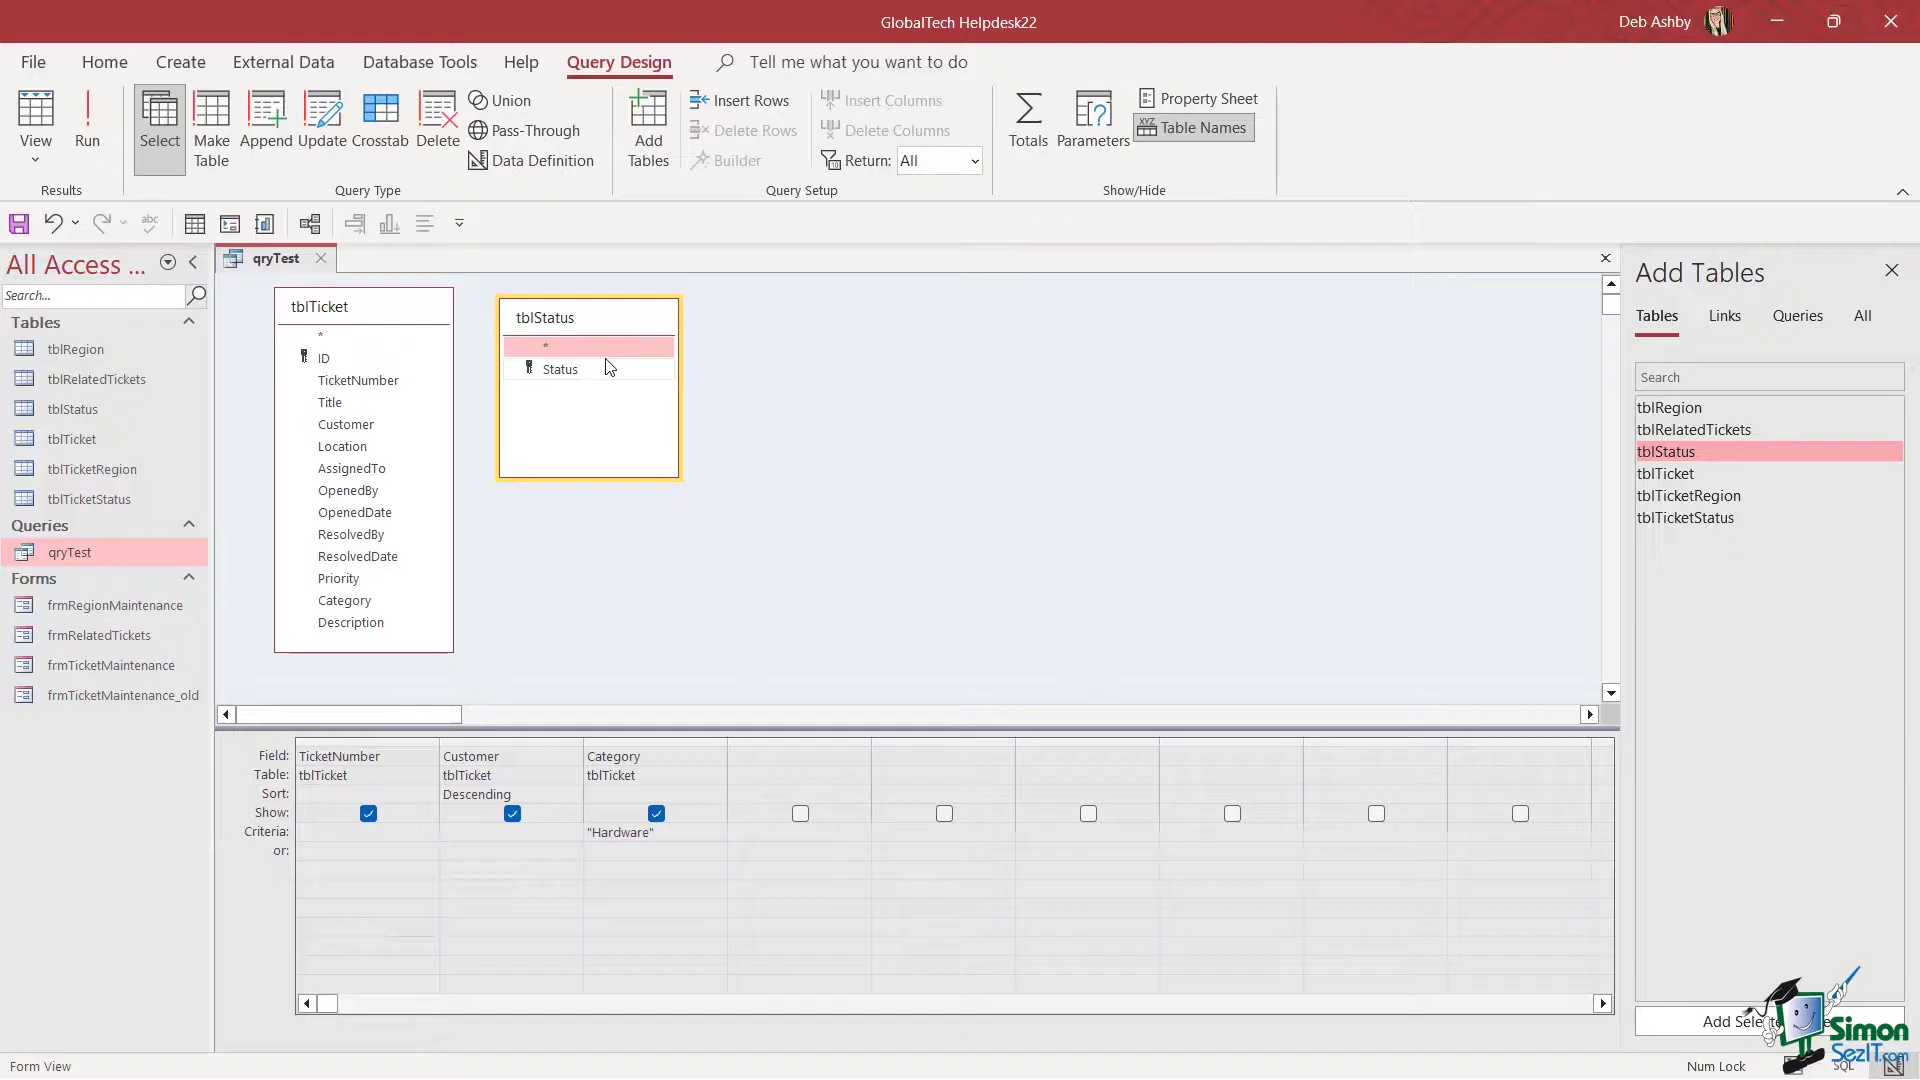 GlobalTech Helpdesk22
Deb Ashby
File
Home
Create
External Data
Database Tools
Help
Query Design
Tell me what you want to do
View
Run
Select
Make
Table
Append
Update
Crosstab
Delete
Union
Pass-Through
Data Definition
Add
Tables
Insert Rows
Delete Rows
Builder
Insert Columns
Delete Columns
Return:
All
Totals
Parameters
Property Sheet
XYZ
Table Names
Results
Query Type
Query Setup
Show/Hide
abc
All Access ...
Search...
Tables
tblRegion
tblRelatedTickets
tblStatus
tblTicket
tblTicketRegion
tblTicketStatus
Queries
qryTest
Forms
frmRegionMaintenance
frmRelatedTickets
frmTicketMaintenance
frmTicketMaintenance_old
qryTest
tblTicket
*
ID
TicketNumber
Title
Customer
Location
AssignedTo
OpenedBy
OpenedDate
ResolvedBy
ResolvedDate
Priority
Category
Description
tblStatus
*
Status
Field: TicketNumber Customer Category
Table: tblTicket tblTicket tblTicket
Sort: Descending
Show:
Criteria: "Hardware"
or:
Add Tables
Tables
Links
Queries
All
Search
tblRegion
tblRelatedTickets
tblStatus
tblTicket
tblTicketRegion
tblTicketStatus
Add
Simon
SezIT.com
Form View
Num Lock
SQL